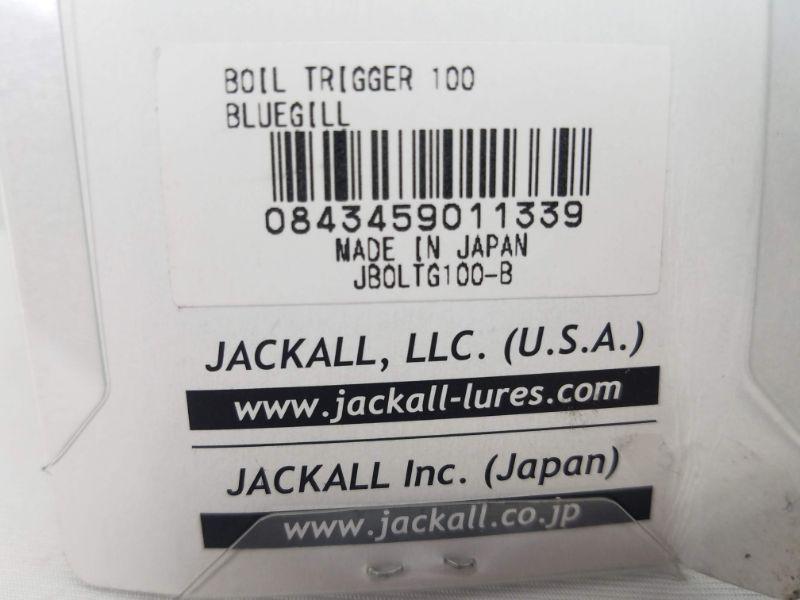 BOIL TRIGGER 100
BLUEGILL
0843459011339
MADE IN JAPAN
JBOLTG100-B
JACKALL, LLC. (U.S.A.)
www.jackall-lures.com
JACKALL Inc. (Japan)
www.jackall.co.jp